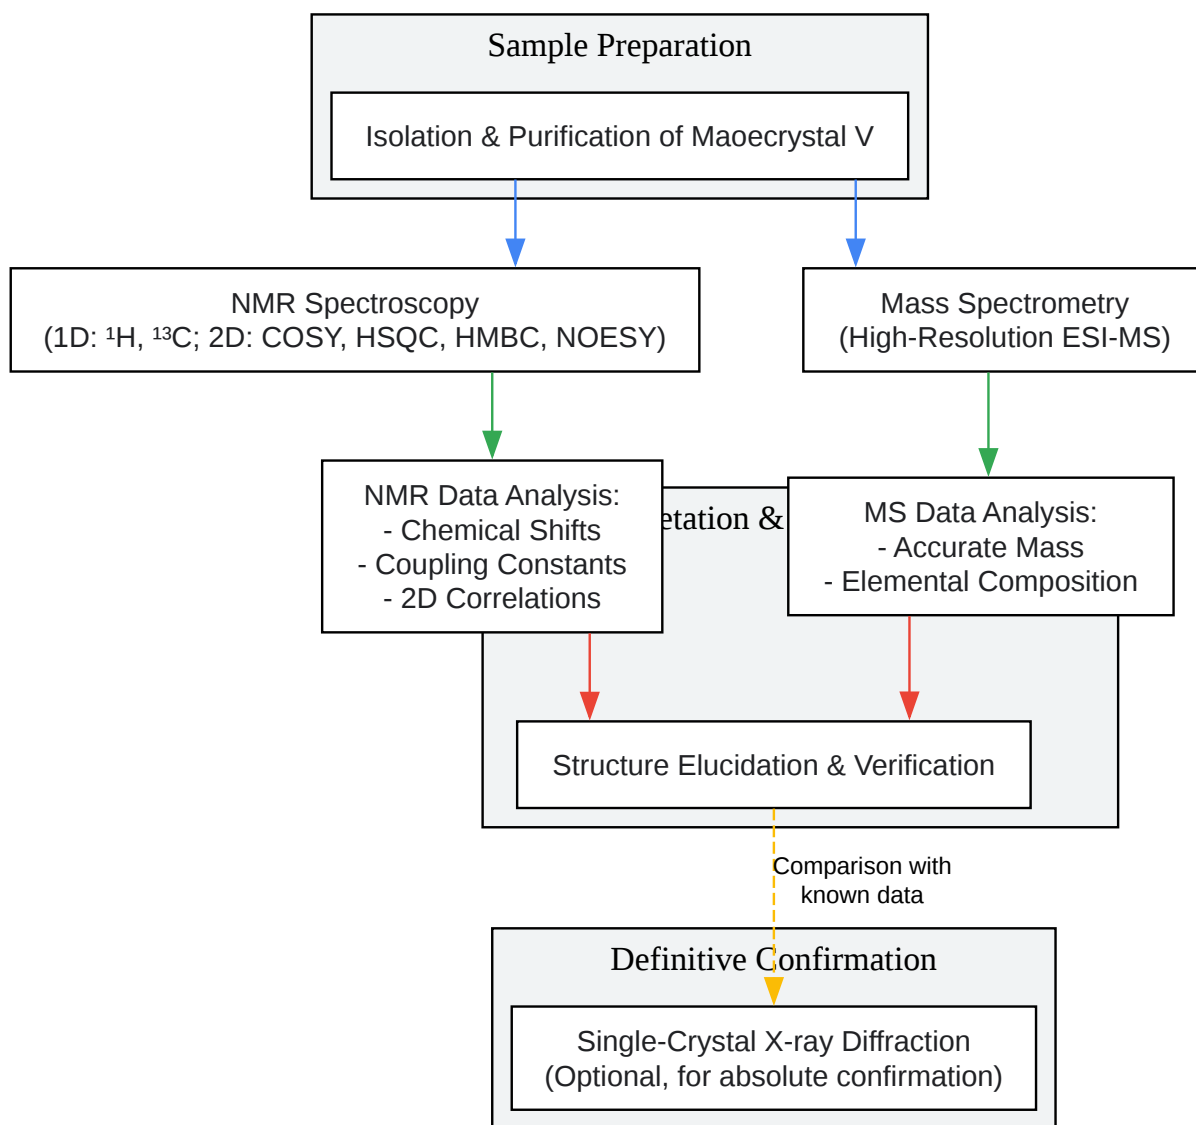 Sample Preparation
Isolation & Purification of Maoecrystal V
NMR Spectroscopy
(1D: ¹H, ¹³C; 2D: COSY, HSQC, HMBC, NOESY)
Mass Spectrometry
(High-Resolution ESI-MS)
NMR Data Analysis:
- Chemical Shifts
- Coupling Constants
- 2D Correlations
&
MS Data Analysis:
- Accurate Mass
- Elemental Composition
Structure Elucidation & Verification
Comparison with
known data
Definitive Confirmation
Single-Crystal X-ray Diffraction
(Optional, for absolute confirmation)